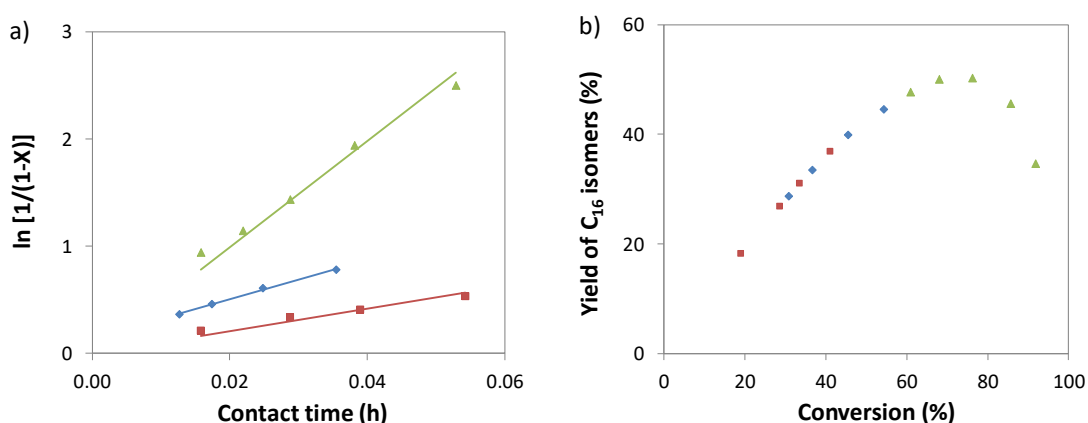 a)
3
2
1
0
ln [1/(1-X)]
0.00 0.02 0.04 0.06
Contact time (h)
b)
60
40
20
0
Yield of C₁₆ isomers (%)
0 20 40 60 80 100
Conversion (%)